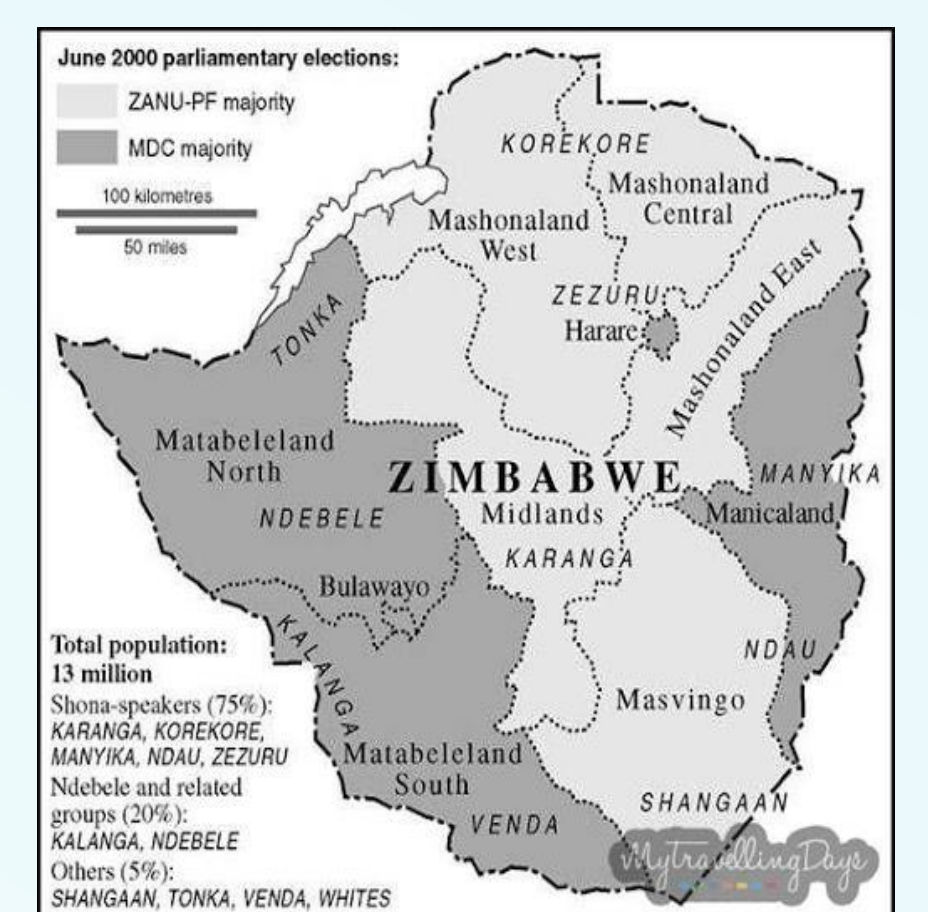 June 2000 parliamentary elections:
ZANU-PF majority
MDC majority
100 kilometres
50 miles
KOREKORE
Mashonaland
Central
Mashonaland
West
Mashonaland East
ZEZURU
Harare
TONKA
Matabeleland
North
ZIMBABWE
MANYIKA
NDEBELE
Midlands
Manicaland
KARANGA
Bulawayo
KALANGA
NDAU
Masvingo
Matabeleland
South
SHANGAAN
VENDA
Total population:
13 million
Shona-speakers (75%):
KARANGA, KOREKORE,
MANYIKA, NDAU, ZEZURU
Ndebele and related
groups (20%):
KALANGA, NDEBELE
Others (5%):
SHANGAAN, TONKA, VENDA, WHITES
MyTravellingDays